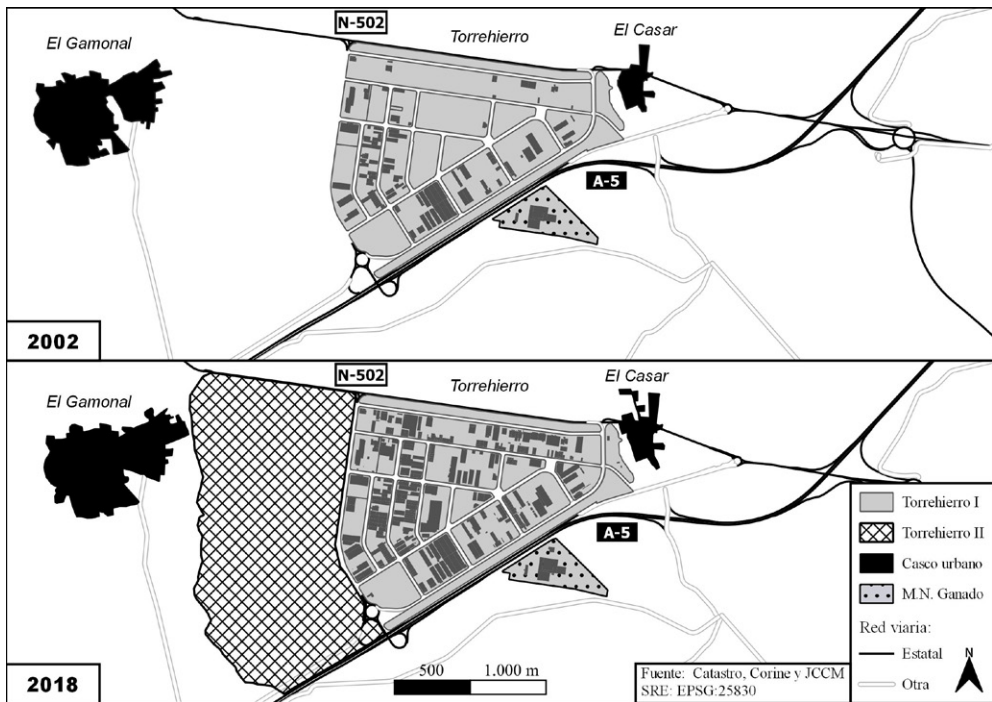 N-502
El Gamonal
Torrehierro
El Casar
A-5
2002
N-502
El Gamonal
Torrehierro
El Casar
A-5
Torrehierro I
Torrehierro II
Casco urbano
M.N. Ganado
Red viaria:
Estatal
N
Otra
500
1.000 m
Fuente: Catastro, Corine y JCCM
SRE: EPSG:25830
2018